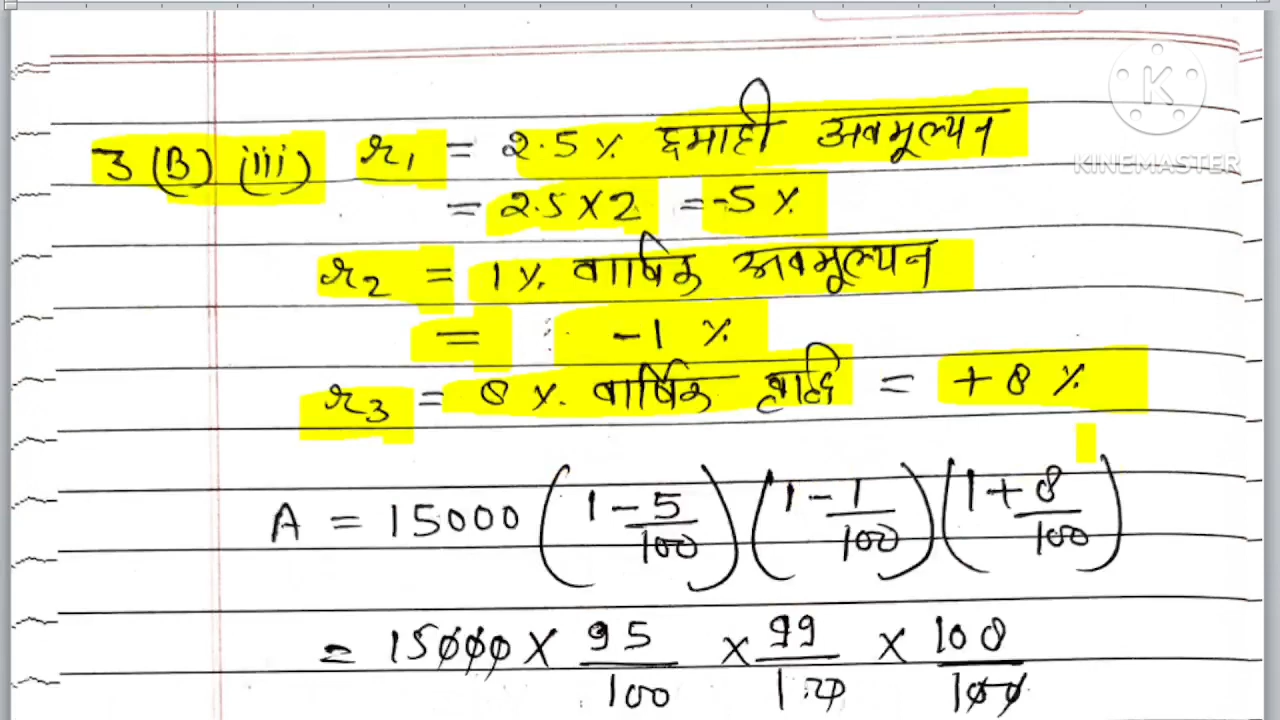 KINEMASTER
3 (B) (iii) r₁ = 2.5 % छमाही अवमूल्यन
= 2.5 X 2 = -5 %
r₂ = 1 %. वार्षिक अवमूल्यन
= -1 %
r₃ = 8 %. वार्षिक वृद्धि = + 8 %
A = 15000 (1 - 5/100) (1 - 1/100) (1 + 8/100)
= 15000 X 95/100 X 99/100 X 108/100